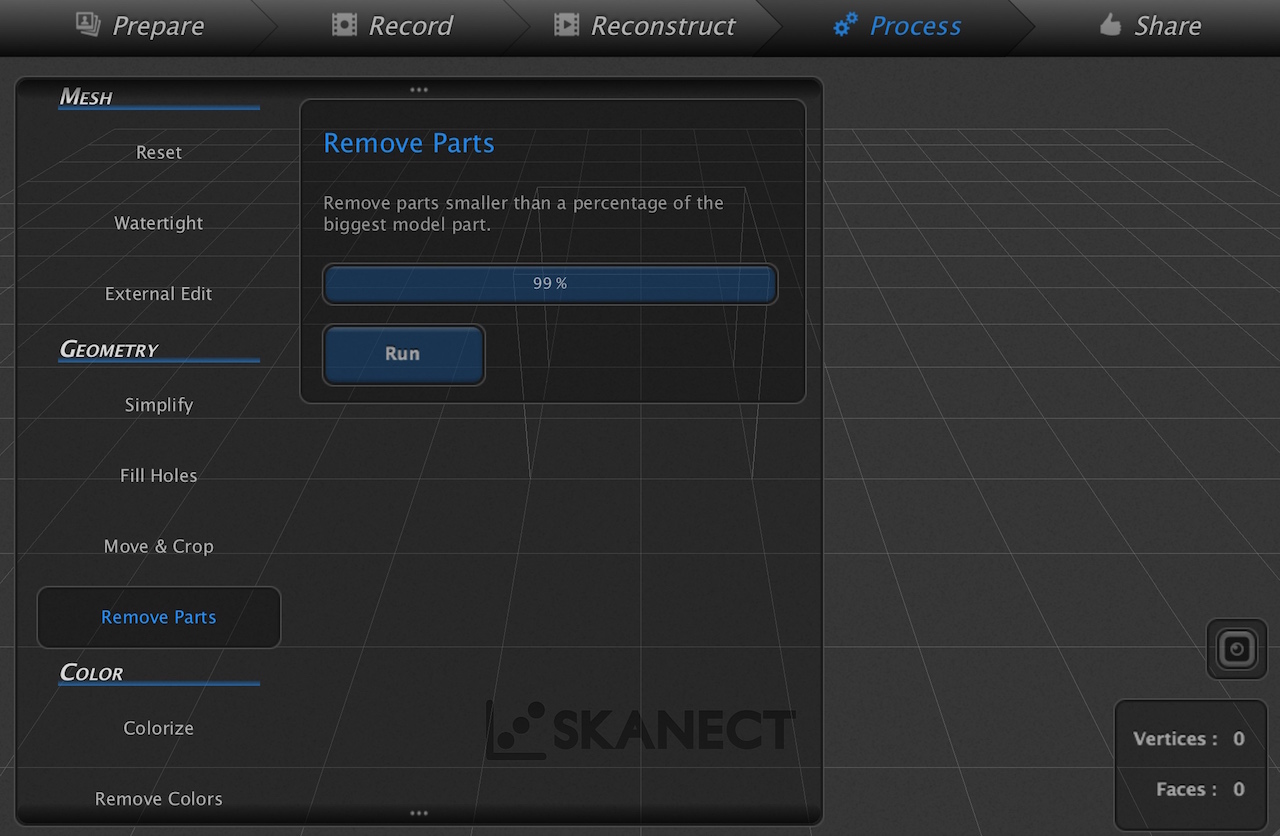 Prepare
Record
Reconstruct
Process
Share
MESH
Reset
Watertight
External Edit
GEOMETRY
Simplify
Fill Holes
Move & Crop
Remove Parts
COLOR
Colorize
Remove Colors
Remove Parts
Remove parts smaller than a percentage of the
biggest model part.
99 %
Run
SKANECT
Vertices : 0
Faces : 0